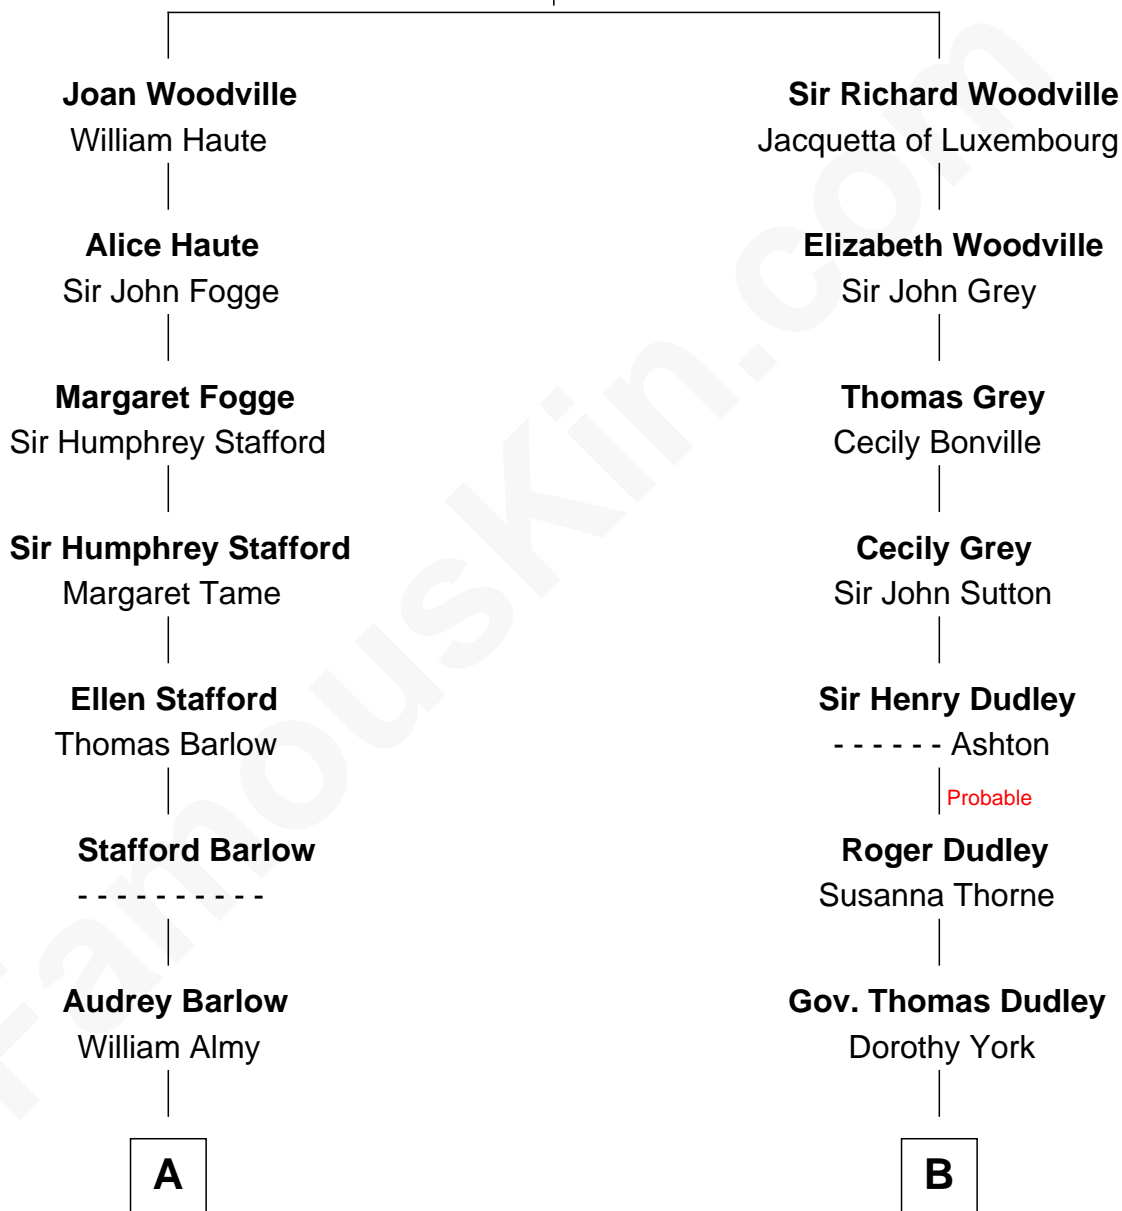 Joan Woodville
William Haute
Alice Haute
Sir John Fogge
Margaret Fogge
Sir Humphrey Stafford
Sir Humphrey Stafford
Margaret Tame
Ellen Stafford
Thomas Barlow
Stafford Barlow
- - - - - - - - - -
Audrey Barlow
William Almy
A
Sir Richard Woodville
Jacquetta of Luxembourg
Elizabeth Woodville
Sir John Grey
Thomas Grey
Cecily Bonville
Cecily Grey
Sir John Sutton
Sir Henry Dudley
- - - - - - Ashton
Probable
Roger Dudley
Susanna Thorne
Gov. Thomas Dudley
Dorothy York
B
FamousKin.com